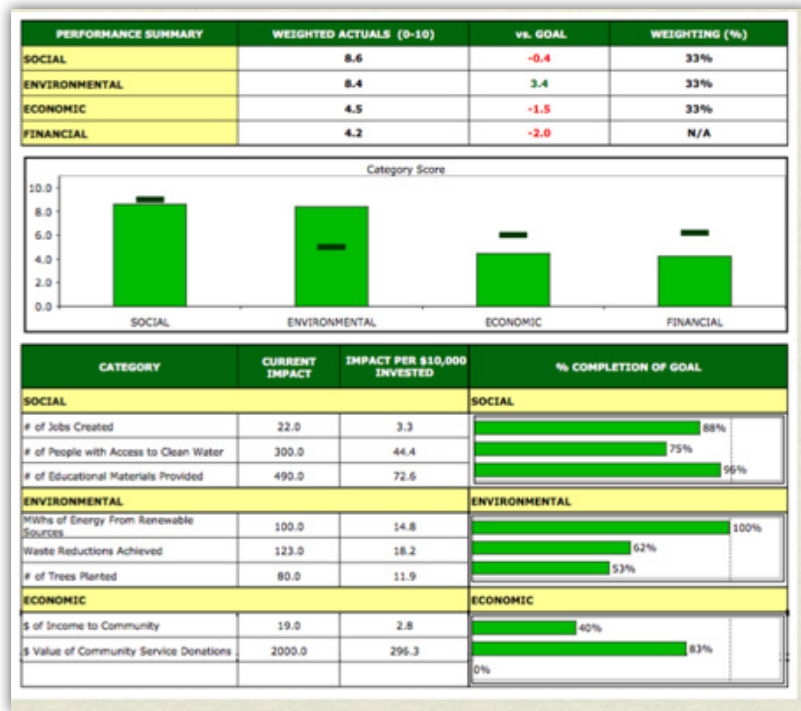 PERFORMANCE SUMMARY WEIGHTED ACTUALS (0-10) vs. GOAL WEIGHTING (%)
SOCIAL 8.6 -0.4 33%
ENVIRONMENTAL 8.4 3.4 33%
ECONOMIC 4.5 -1.5 33%
FINANCIAL 4.2 -2.0 N/A
Category Score
10.0
8.0
6.0
4.0
2.0
0.0
SOCIAL ENVIRONMENTAL ECONOMIC FINANCIAL
CATEGORY CURRENT IMPACT IMPACT PER $10,000 INVESTED % COMPLETION OF GOAL
SOCIAL SOCIAL
# of Jobs Created 22.0 3.3 88%
# of People with Access to Clean Water 300.0 44.4 75%
# of Educational Materials Provided 490.0 72.6 96%
ENVIRONMENTAL ENVIRONMENTAL
MWhs of Energy From Renewable Sources 100.0 14.8 100%
Waste Reductions Achieved 123.0 18.2 62%
# of Trees Planted 80.0 11.9 53%
ECONOMIC ECONOMIC
$ of Income to Community 19.0 2.8 40%
$ Value of Community Service Donations 2000.0 296.3 83%
0%